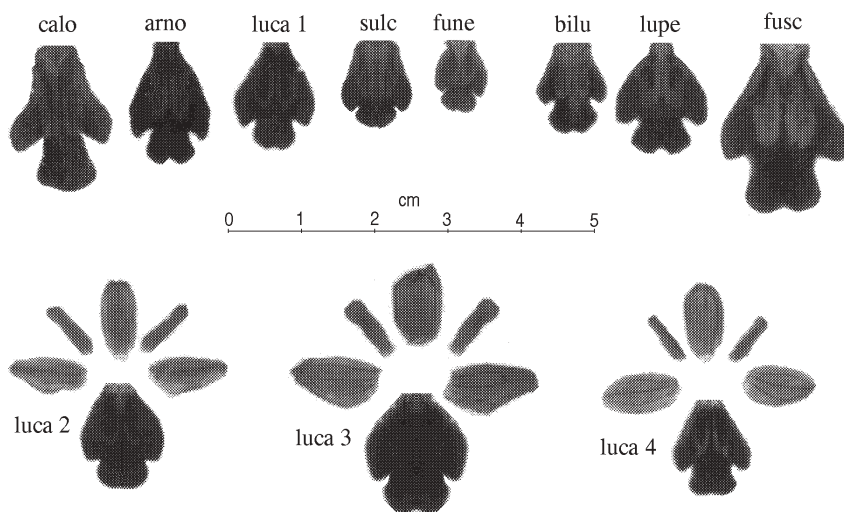 calo arno luca 1 sulc fune bilu lupe fusc
cm
0 1 2 3 4 5
luca 2
luca 3
luca 4